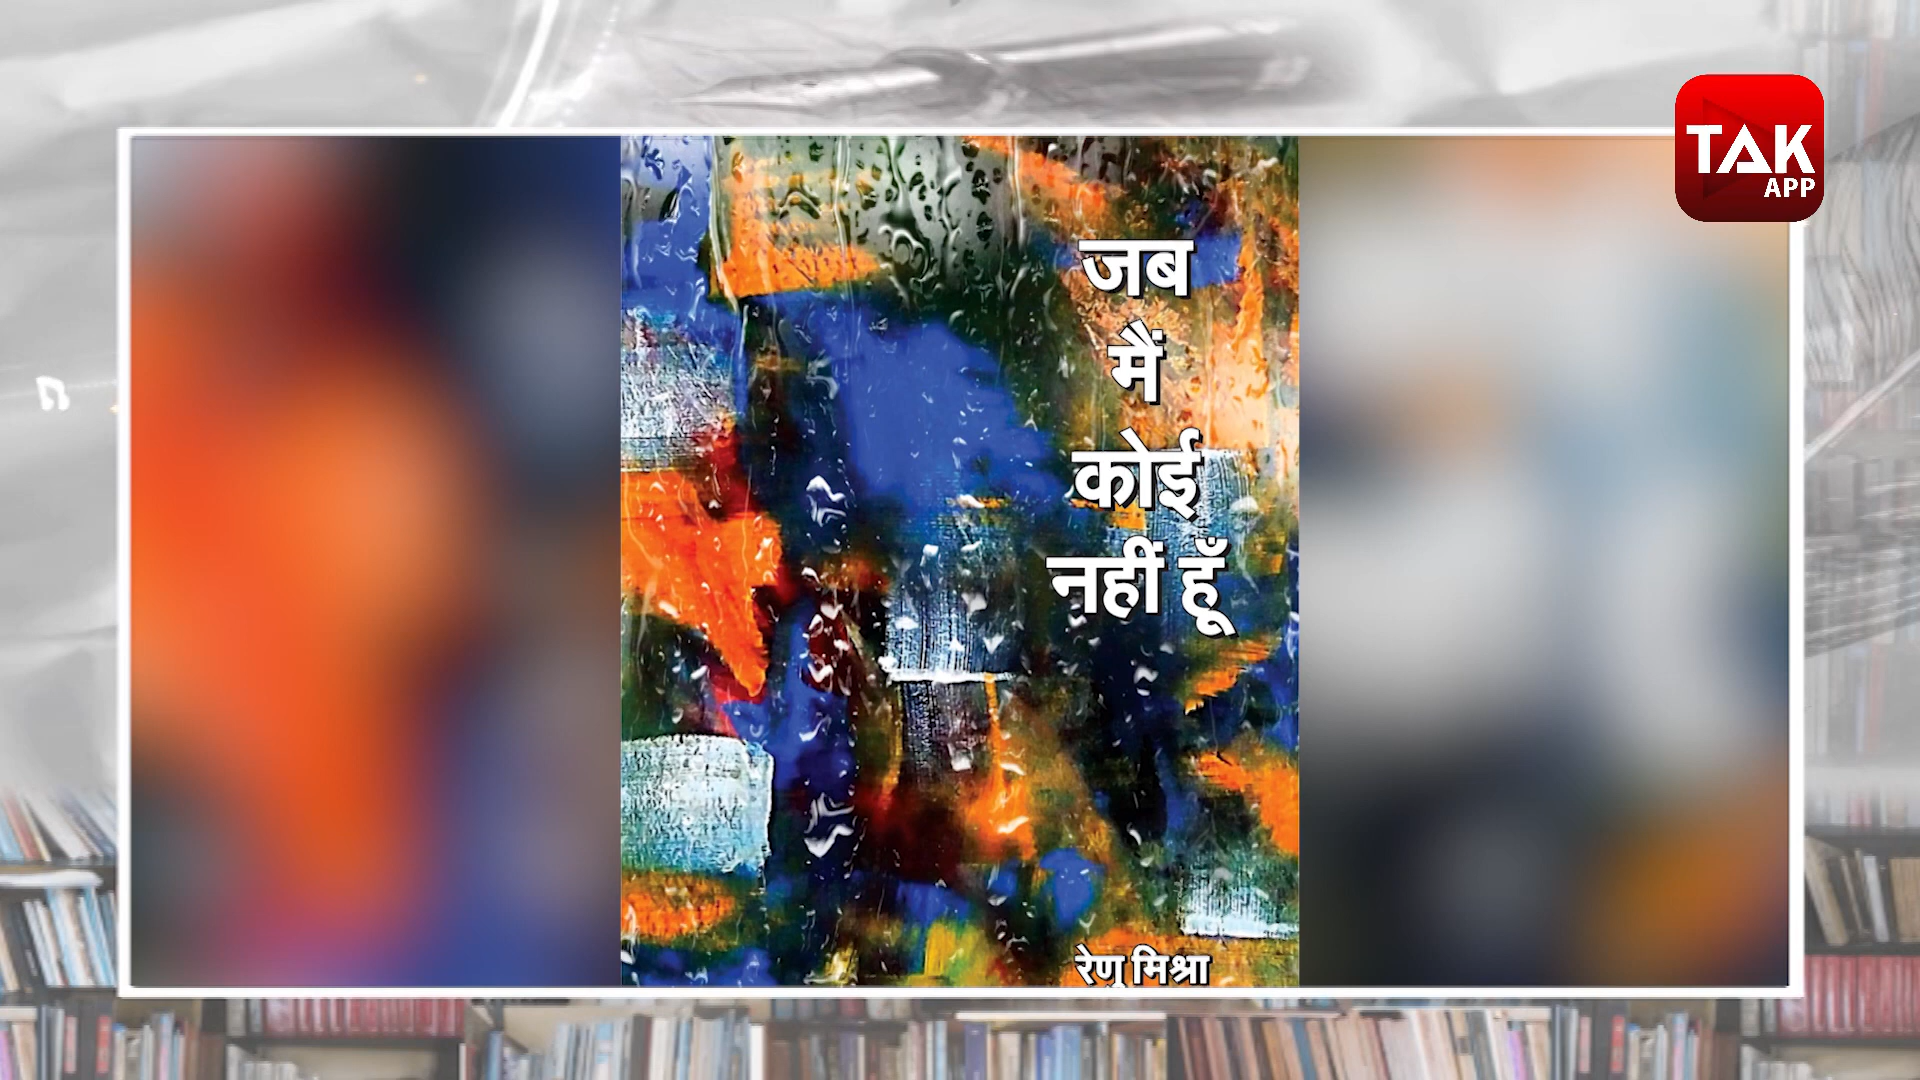 TAK
APP
जब
मैं
कोई
नहीं हूँ
रेणु मिश्रा